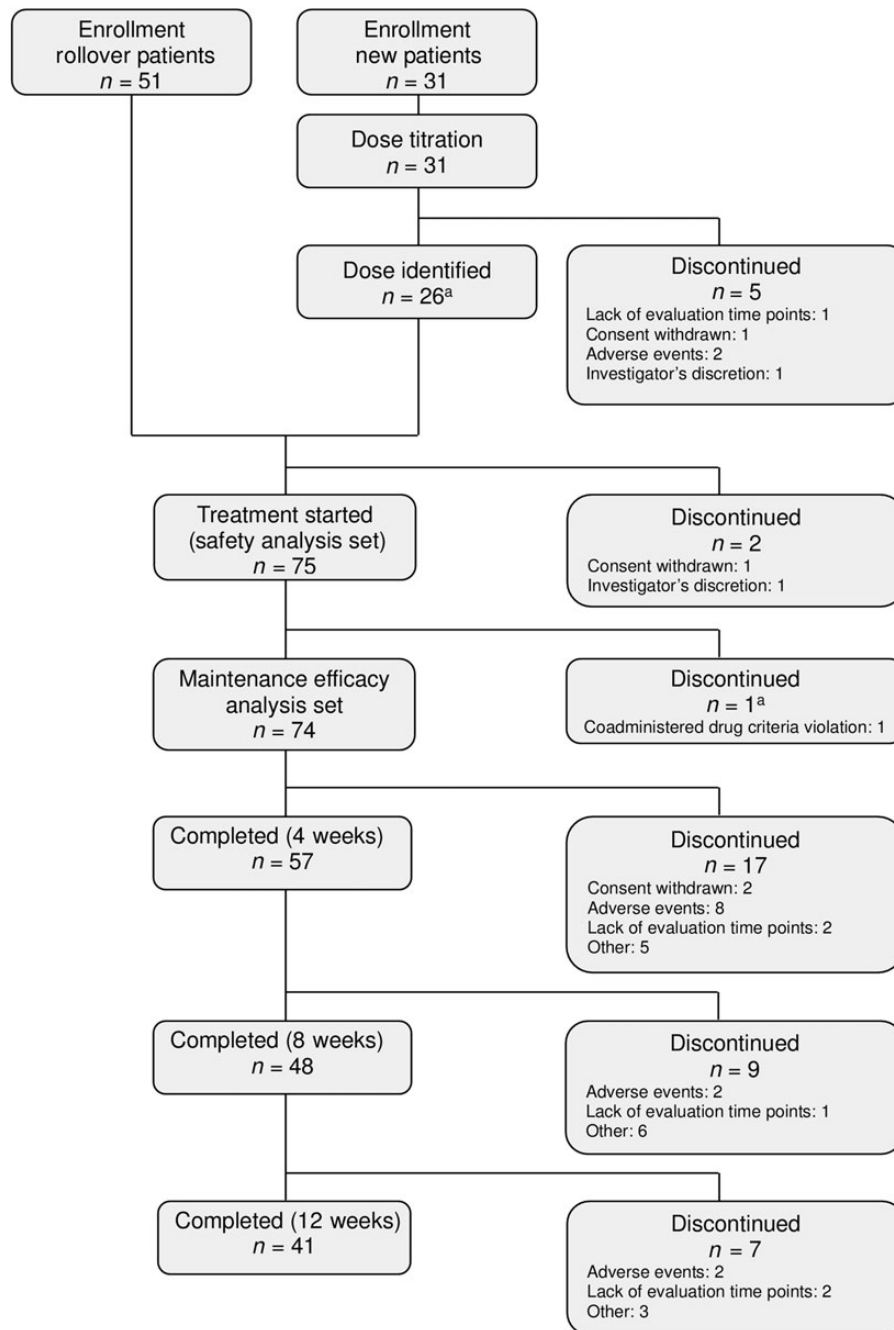 Enrollment
rollover patients
n = 51
Enrollment
new patients
n = 31
Dose titration
n = 31
Dose identified
n = 26ᵃ
Discontinued
n = 5
Lack of evaluation time points: 1
Consent withdrawn: 1
Adverse events: 2
Investigator’s discretion: 1
Treatment started
(safety analysis set)
n = 75
Discontinued
n = 2
Consent withdrawn: 1
Investigator’s discretion: 1
Maintenance efficacy
analysis set
n = 74
Discontinued
n = 1ᵃ
Coadministered drug criteria violation: 1
Completed (4 weeks)
n = 57
Discontinued
n = 17
Consent withdrawn: 2
Adverse events: 8
Lack of evaluation time points: 2
Other: 5
Completed (8 weeks)
n = 48
Discontinued
n = 9
Adverse events: 2
Lack of evaluation time points: 1
Other: 6
Completed (12 weeks)
n = 41
Discontinued
n = 7
Adverse events: 2
Lack of evaluation time points: 2
Other: 3